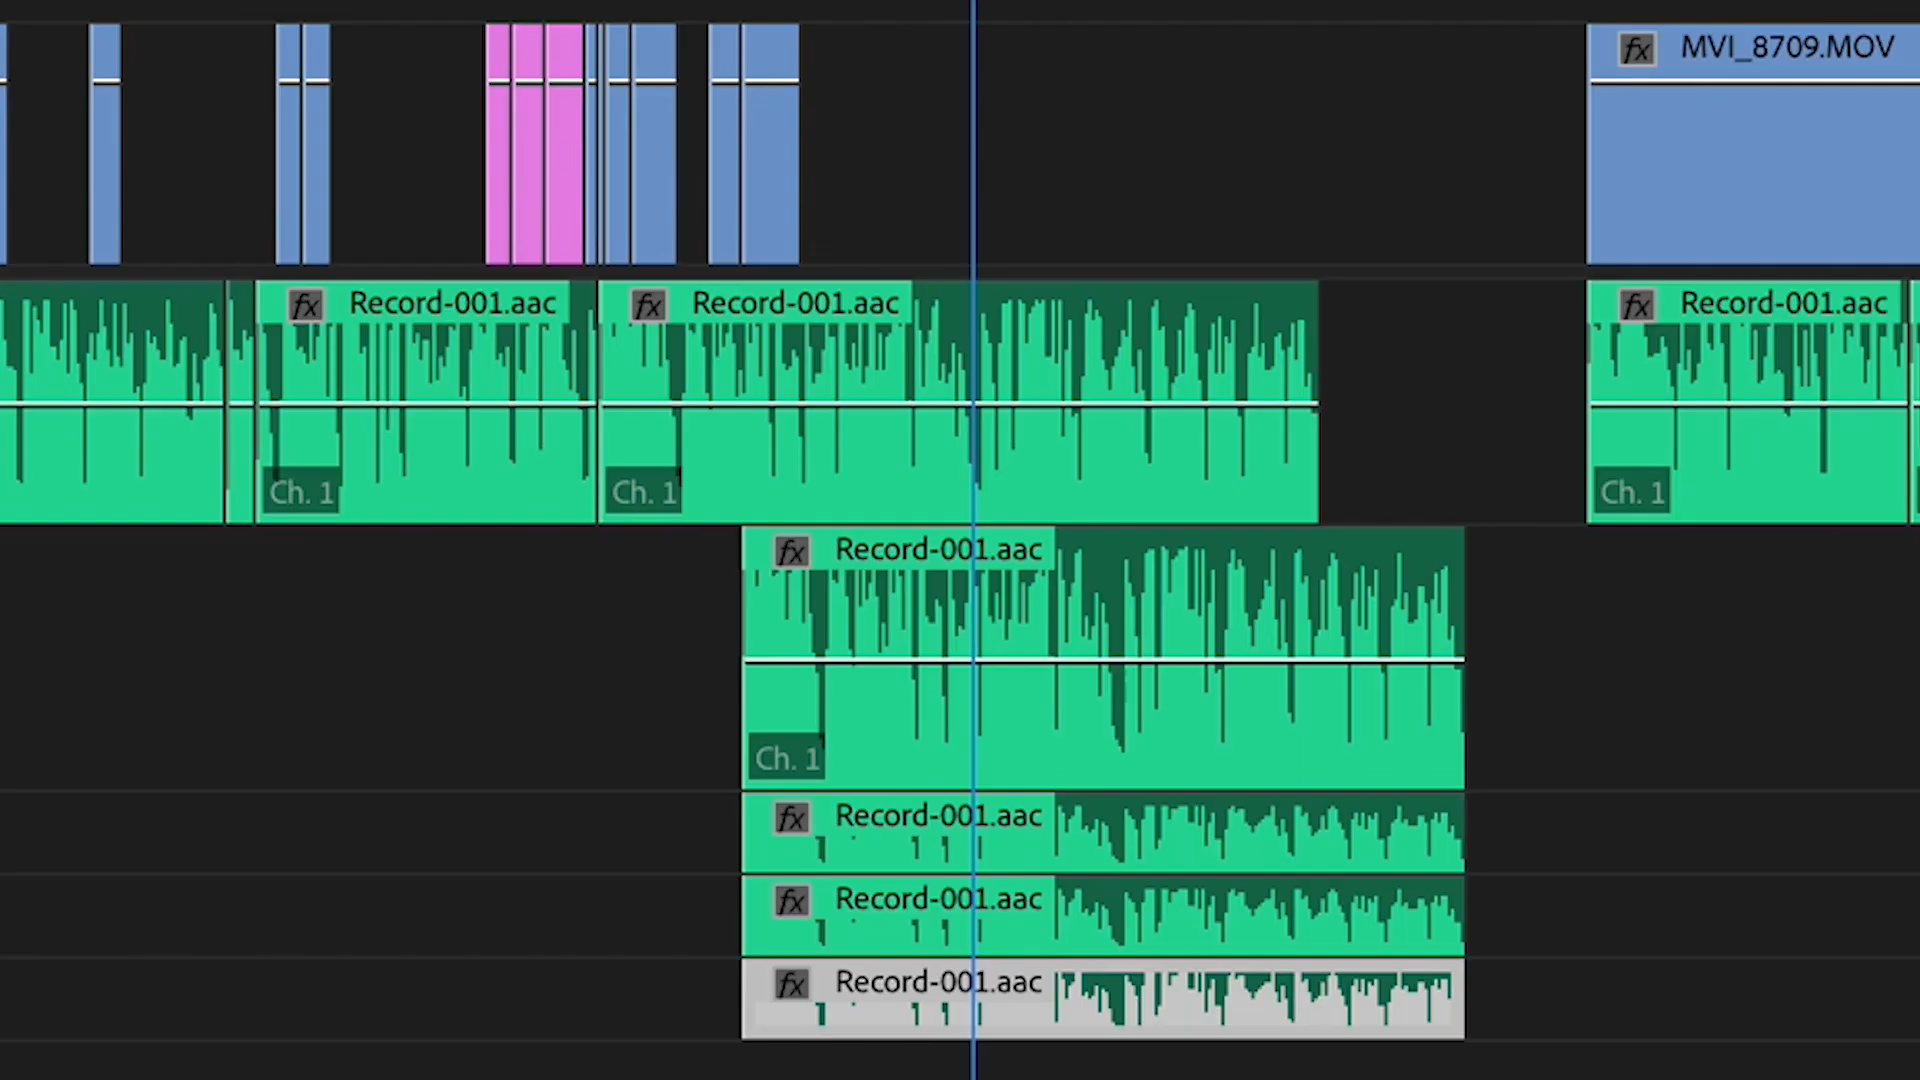 fx MVI_8709.MOV
fx Record-001.aac fx Record-001.aac fx Record-001.aac
Ch. 1 Ch. 1 Ch. 1
fx Record-001.aac
Ch. 1
fx Record-001.aac
fx Record-001.aac
fx Record-001.aac